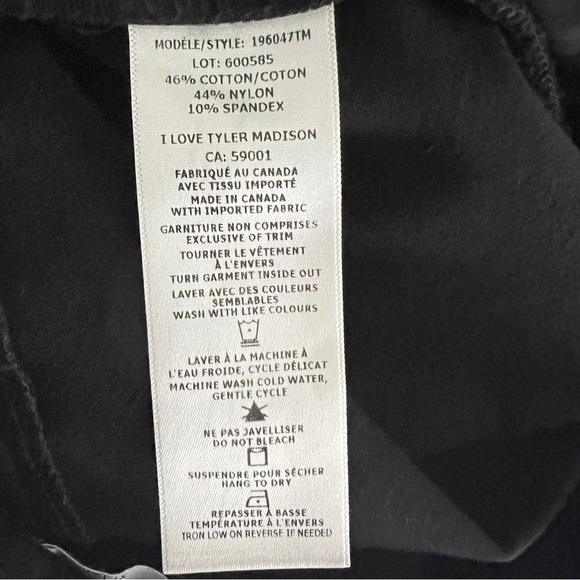 MODÈLE/STYLE: 196047TM
LOT: 600585
46% COTTON/COTON
44% NYLON
10% SPANDEX
I LOVE TYLER MADISON
CA: 59001
FABRIQUÉ AU CANADA
AVEC TISSU IMPORTÉ
MADE IN CANADA
WITH IMPORTED FABRIC
GARNITURE NON COMPRISES
EXCLUSIVE OF TRIM
TOURNER LE VÊTEMENT
À L'ENVERS
TURN GARMENT INSIDE OUT
LAVER AVEC DES COULEURS
SEMBLABLES
WASH WITH LIKE COLOURS
LAVER À LA MACHINE À
L'EAU FROIDE, CYCLE DÉLICAT
MACHINE WASH COLD WATER,
GENTLE CYCLE
NE PAS JAVELLISER
DO NOT BLEACH
SUSPENDRE POUR SÉCHER
HANG TO DRY
REPASSER À BASSE
TEMPÉRATURE À L'ENVERS
IRON LOW ON REVERSE IF NEEDED